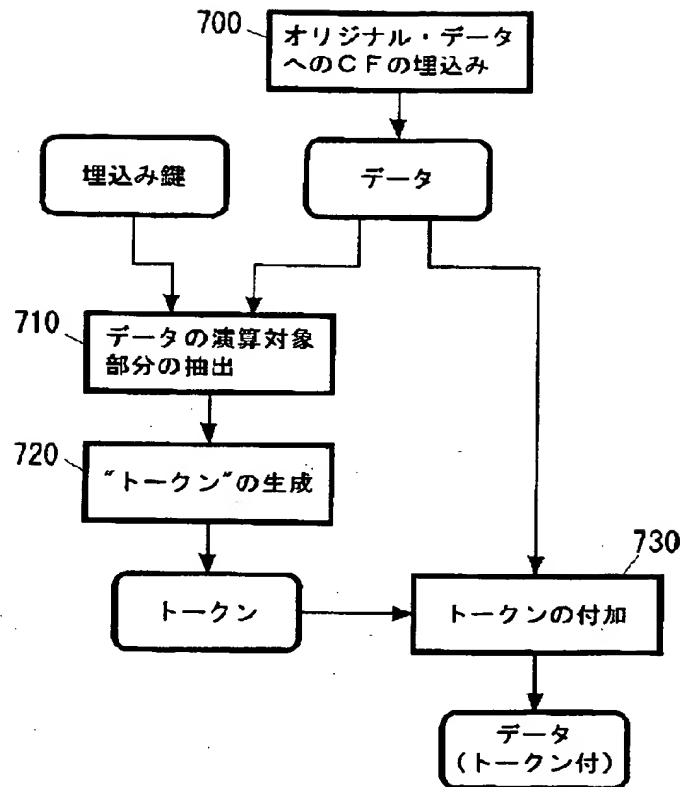 700
オリジナル・データ
へのCFの埋込み
埋込み鍵
データ
710
データの演算対象
部分の抽出
720
“トークン”の生成
730
トークン
トークンの付加
データ
(トークン付)